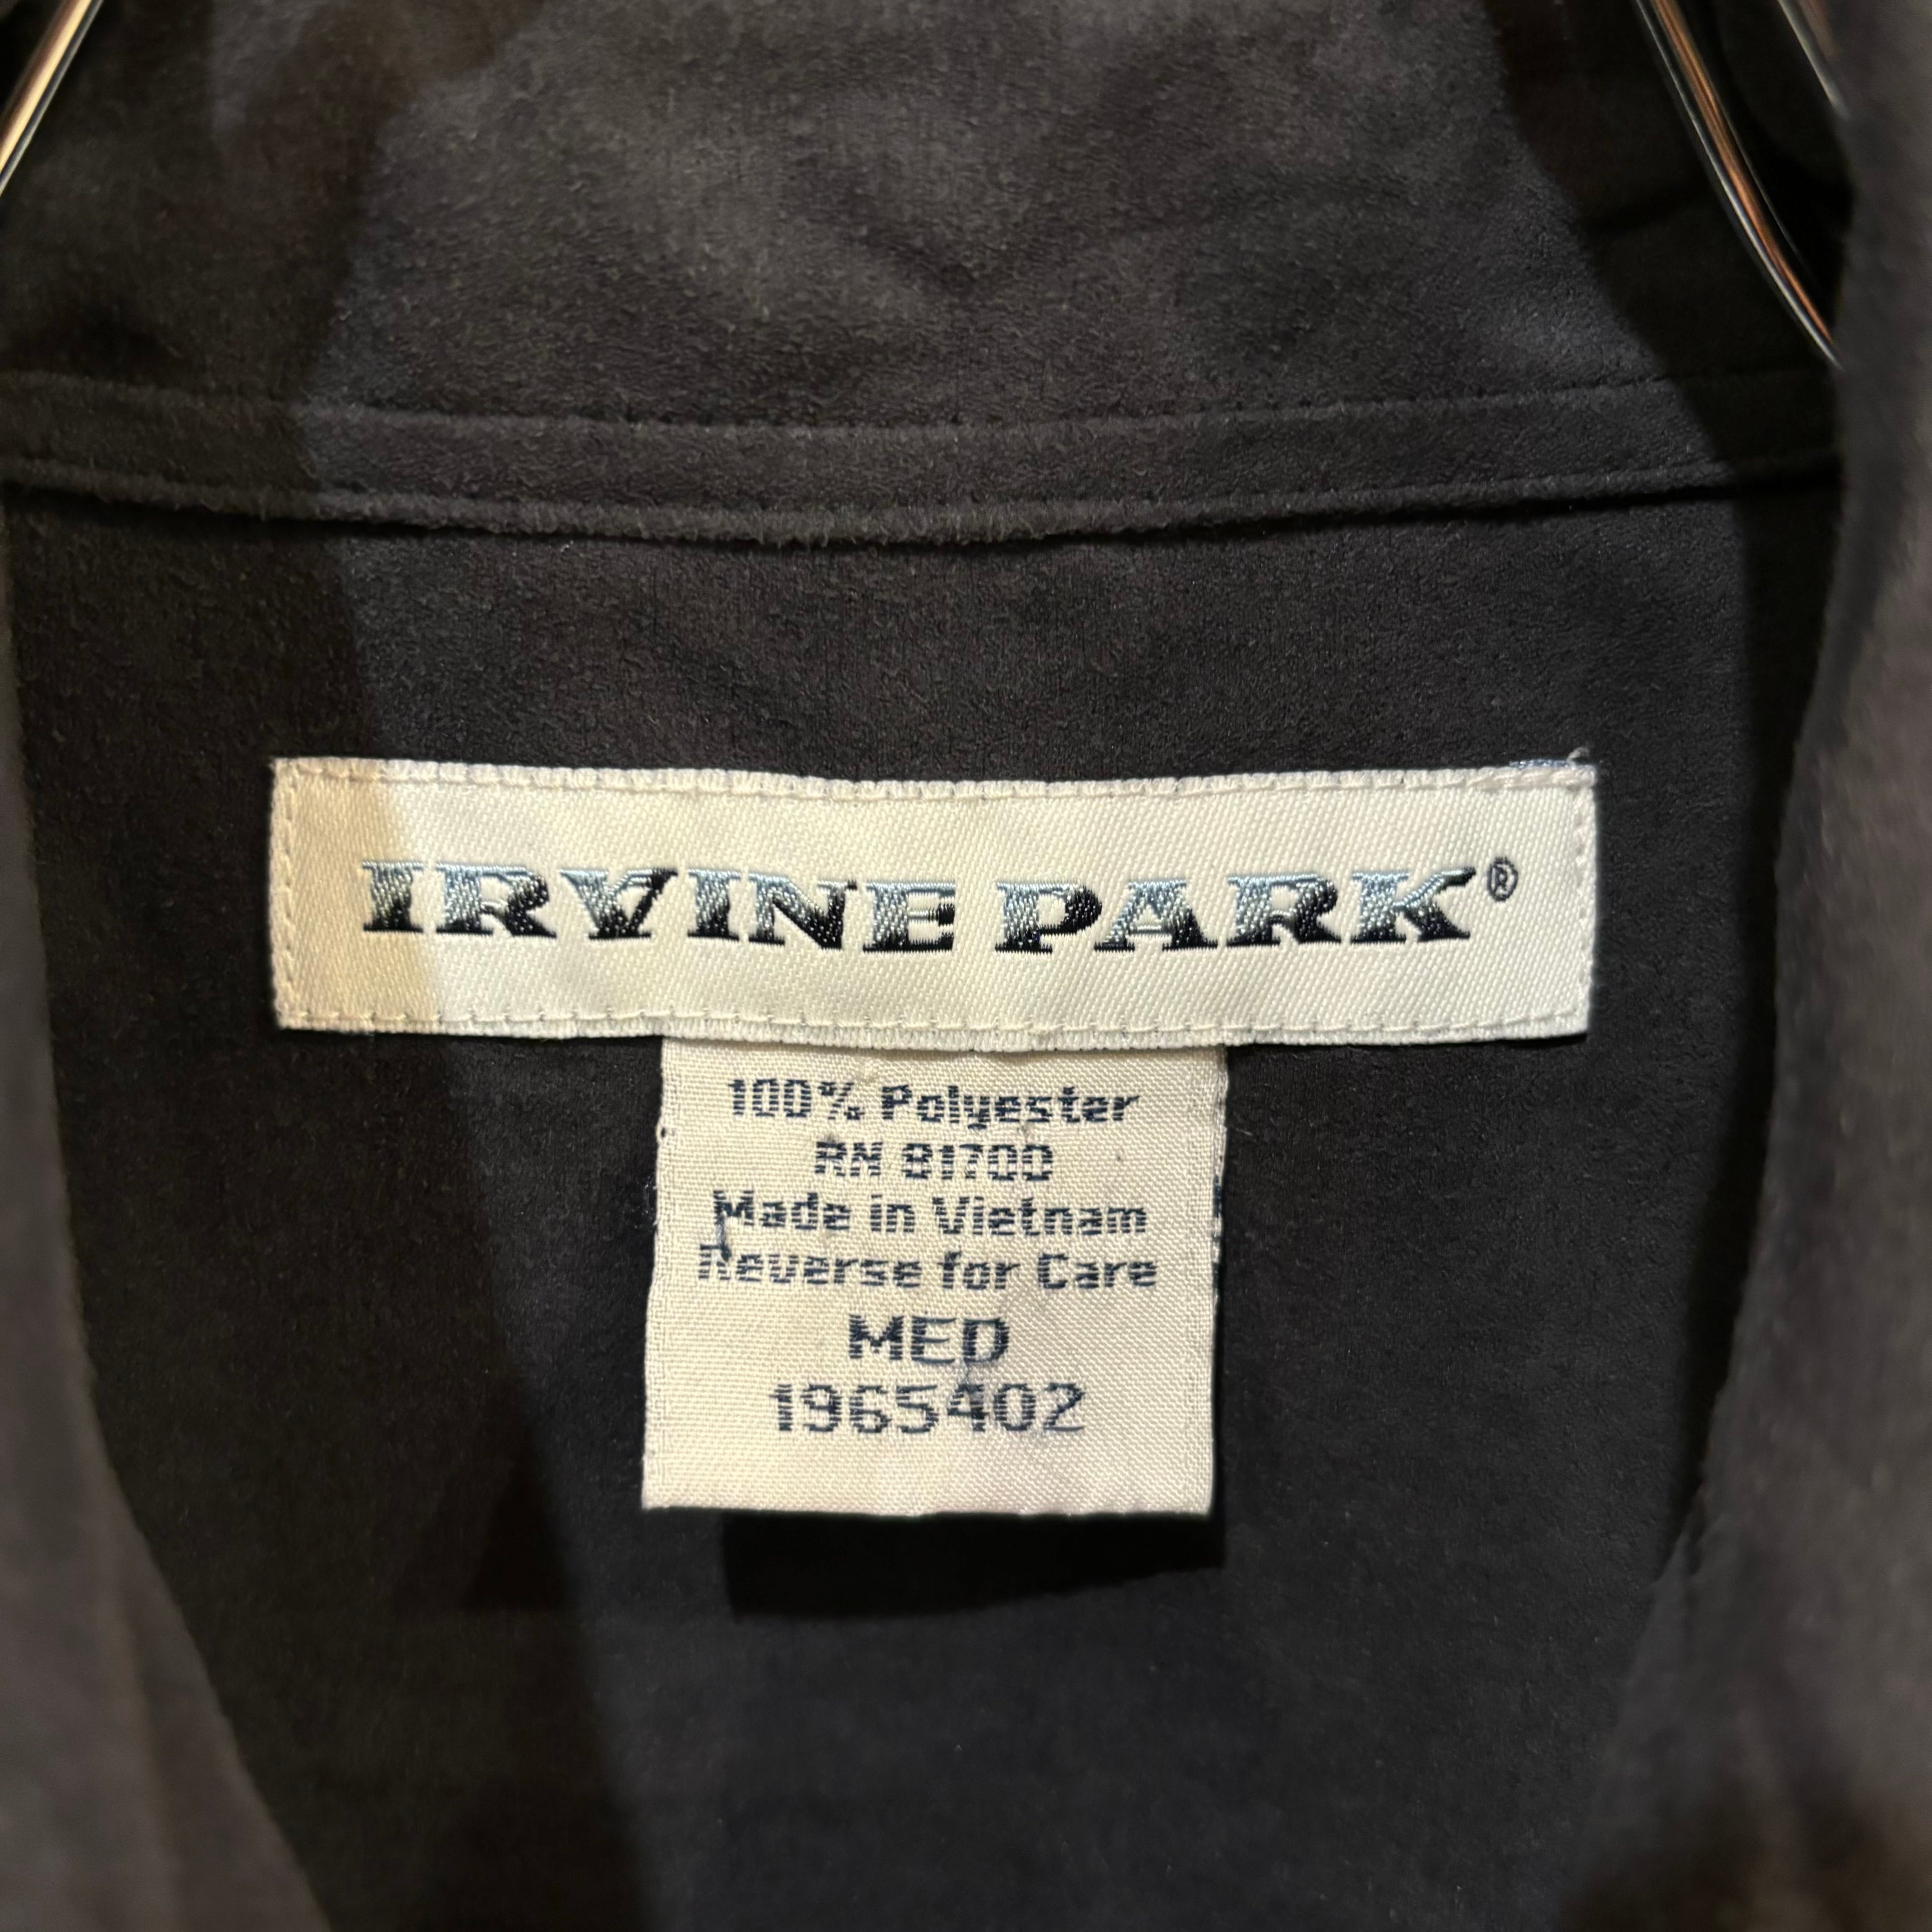 IRVINE PARK®
100% Polyester
RN 81700
Made in Vietnam
Reverse for Care
MED
1965402